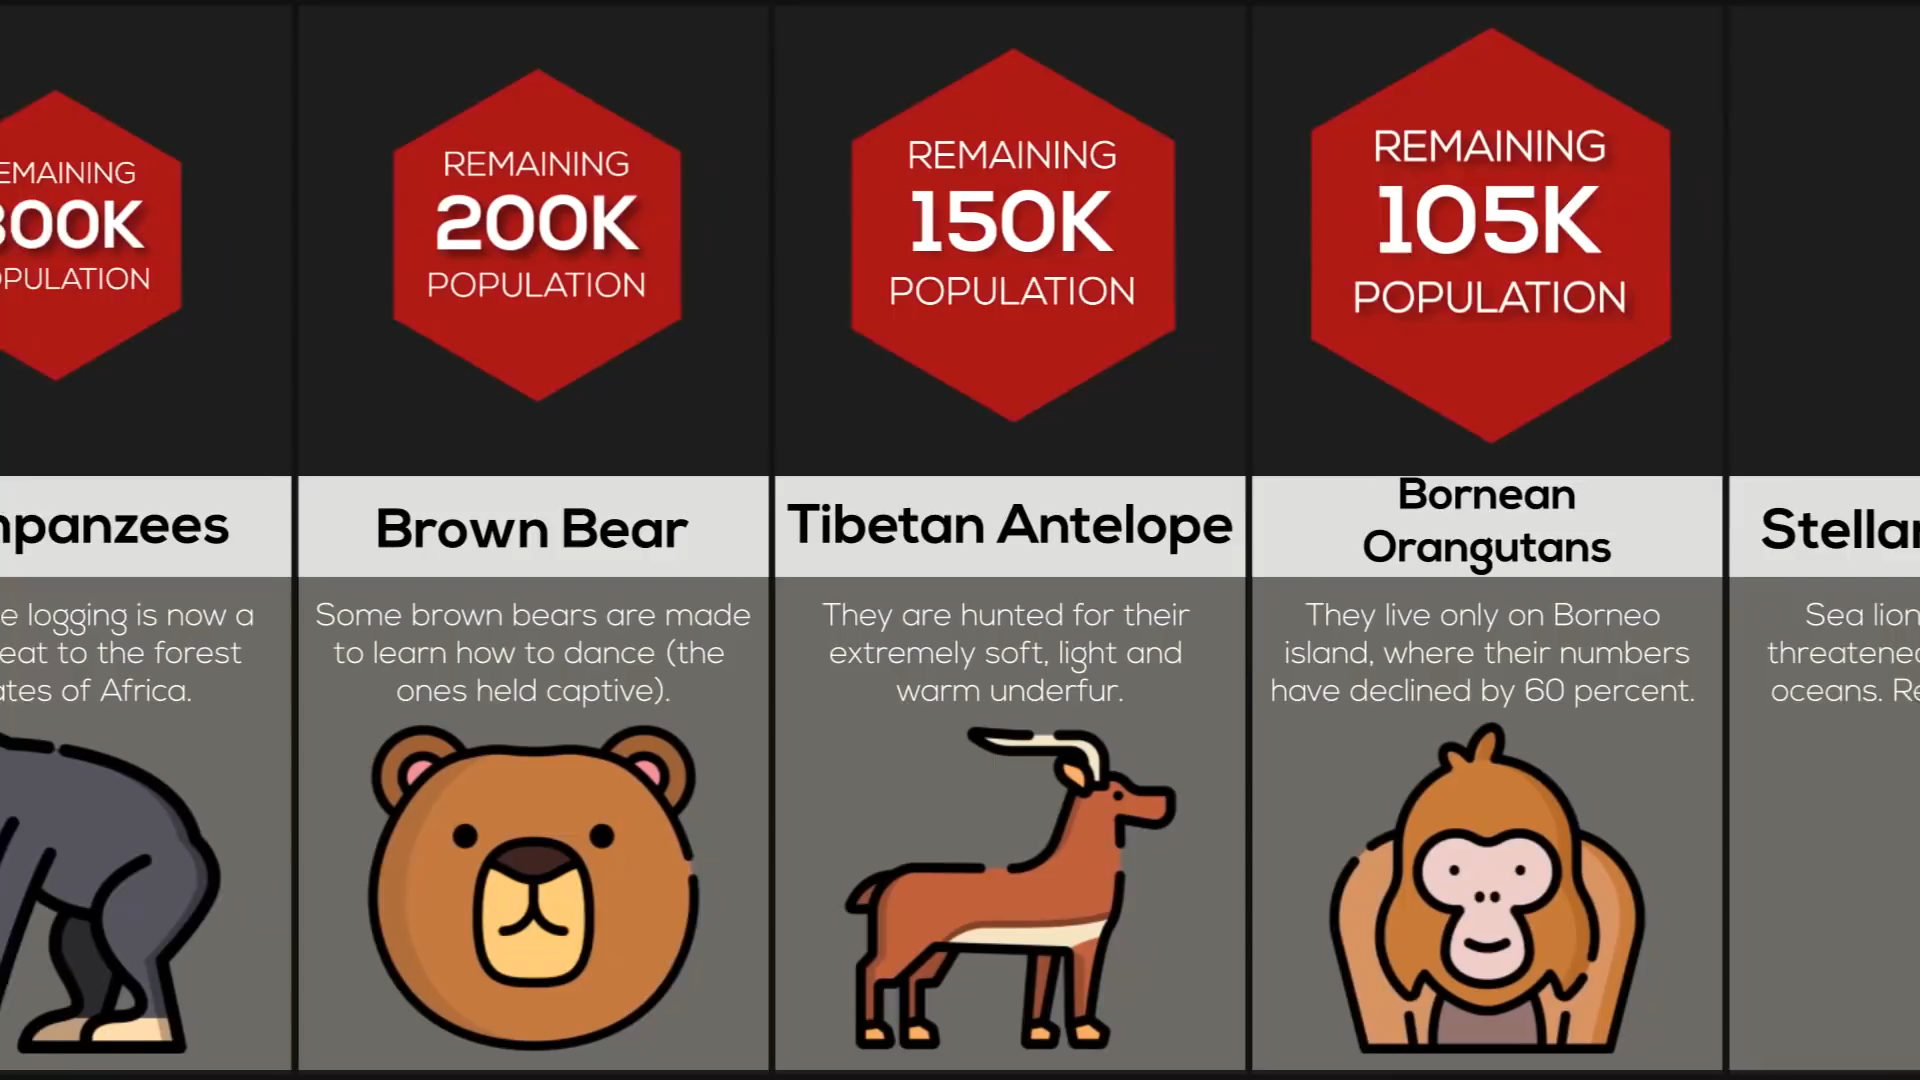 EMAINING
300K
OPULATION
mpanzees
e logging is now a
eat to the forest
ates of Africa.
REMAINING
200K
POPULATION
Brown Bear
Some brown bears are made
to learn how to dance (the
ones held captive).
REMAINING
150K
POPULATION
Tibetan Antelope
They are hunted for their
extremely soft, light and
warm underfur.
REMAINING
105K
POPULATION
Bornean
Orangutans
They live only on Borneo
island, where their numbers
have declined by 60 percent.
Stellar
Sea lion
threatened
oceans. Re